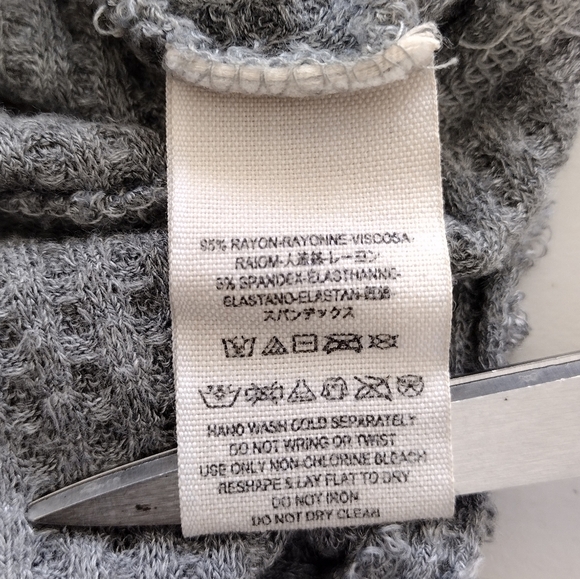 95% RAYON-RAYONNE-VISCOSA-
RAIOM-人造絲-レーヨン
5% SPANDEX-ELASTHANNE-
ELASTANO-ELASTAN-
スパンデックス
HAND WASH COLD SEPARATELY
DO NOT WRING OR TWIST
USE ONLY NON-CHLORINE BLEACH
RESHAPE & LAY FLAT TO DRY
DO NOT IRON
DO NOT DRY CLEAN